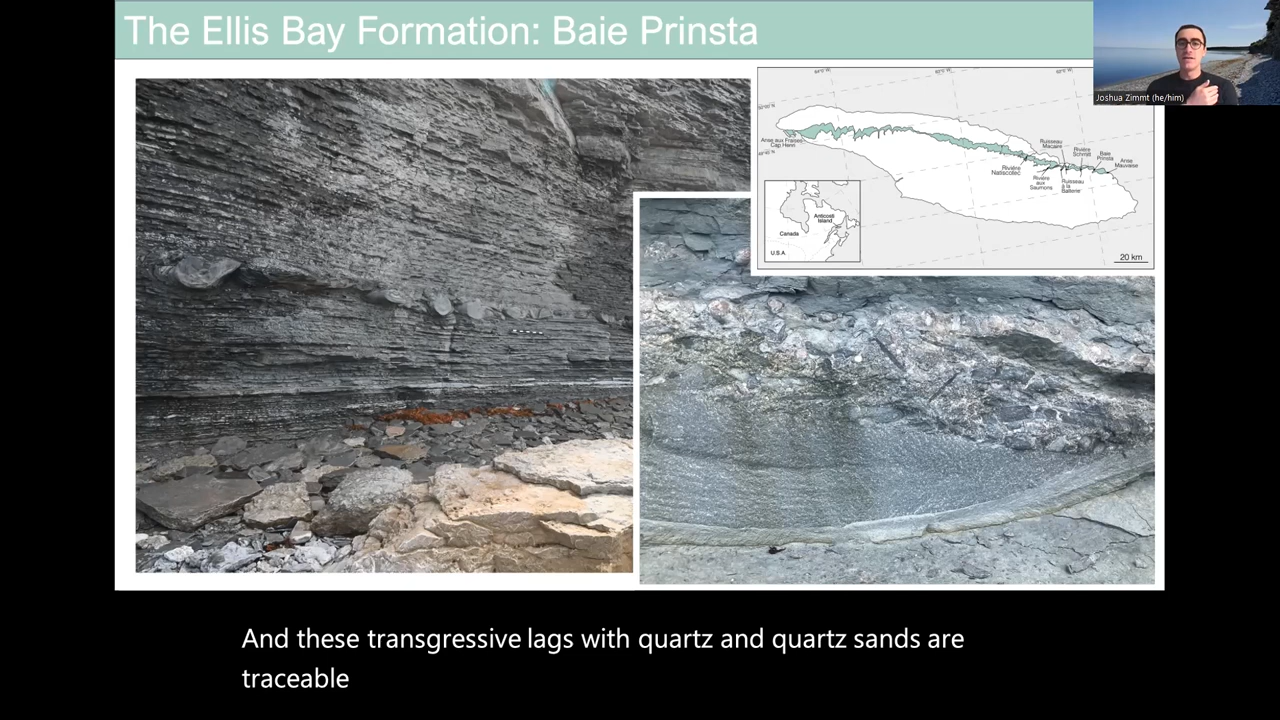 The Ellis Bay Formation: Baie Prinsta
Joshua Zimmt (he/him)
Anse aux Fraises
Cap Henri
Rivière
Natiscotec
Ruisseau
Macaire
Rivière
aux
Saumons
Rivière
Schmitt
Ruisseau
à la
Ballerie
Baie
Prinsta
Anse
Mauvaise
Anticosti
Island
Canada
U.S.A
20 km
And these transgressive lags with quartz and quartz sands are
traceable